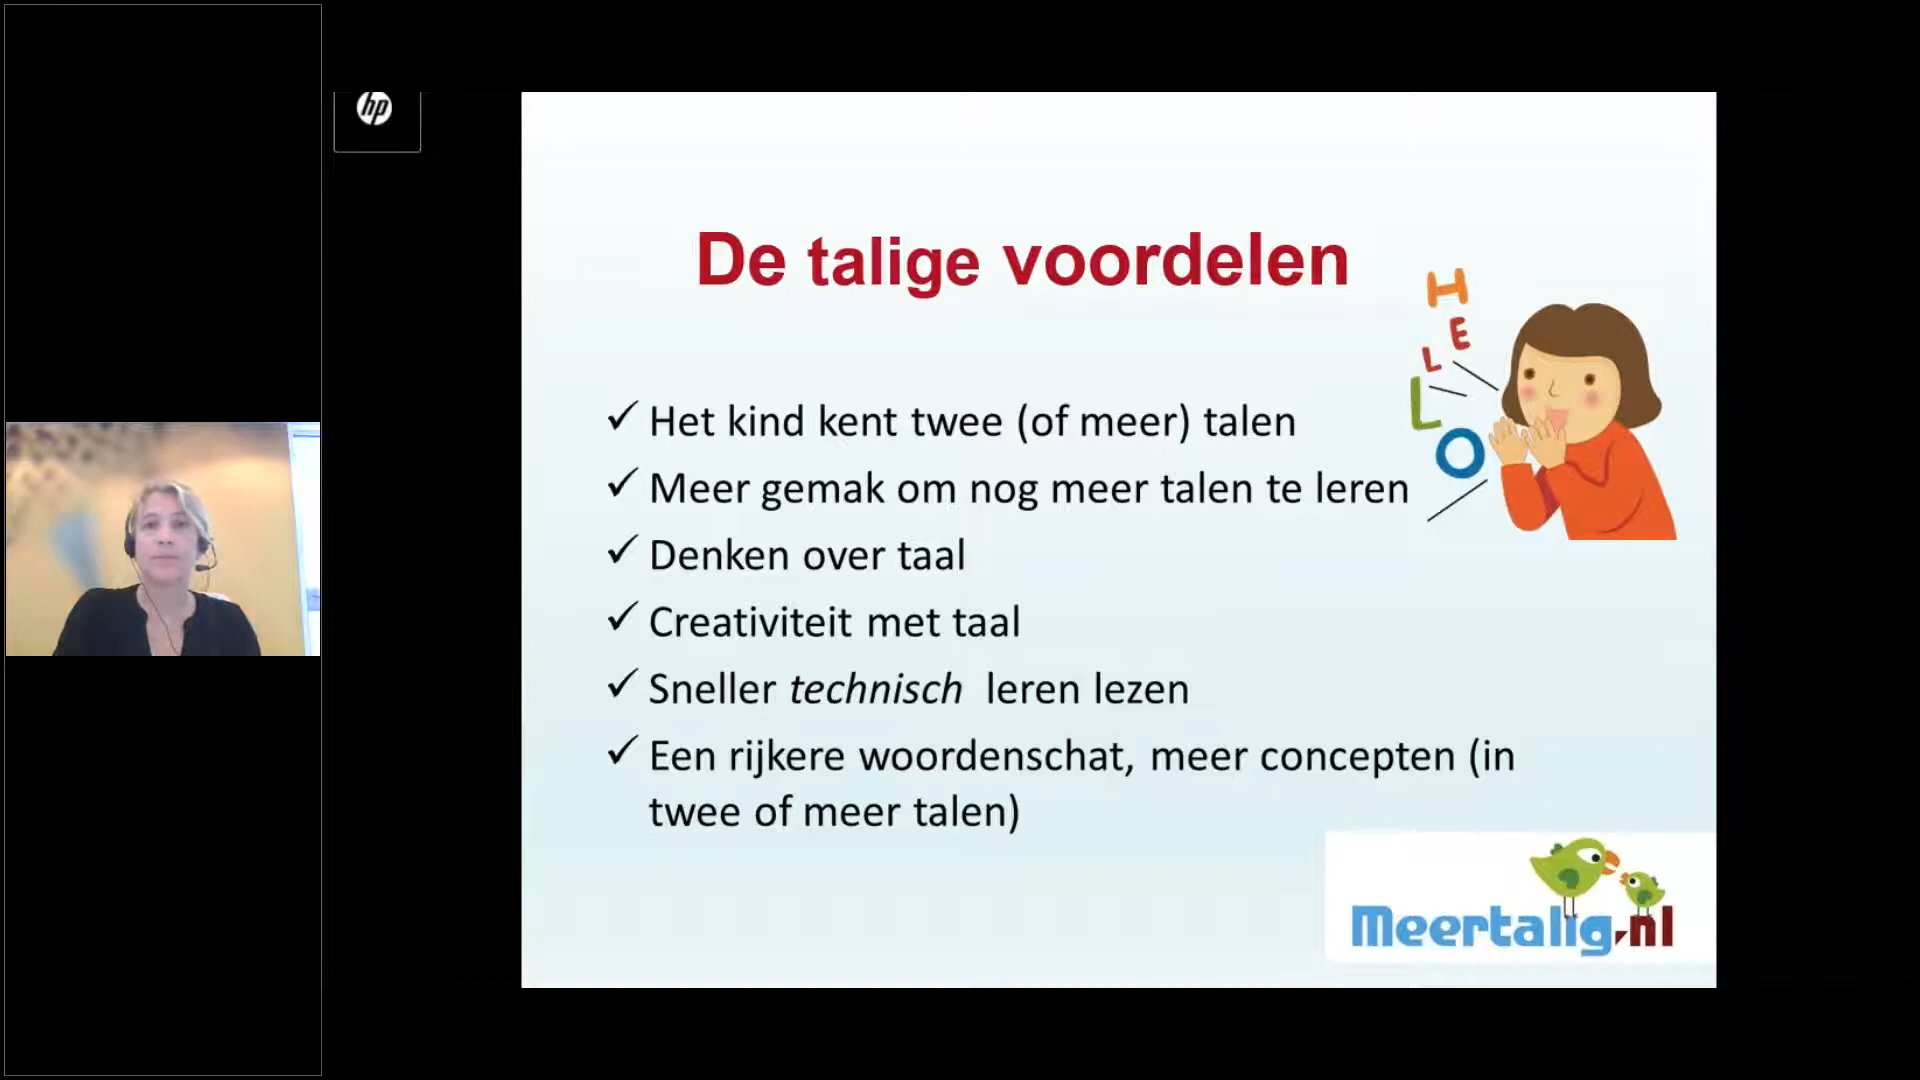 hp
De talige voordelen
H
E
L
L
O
✓ Het kind kent twee (of meer) talen
✓ Meer gemak om nog meer talen te leren
✓ Denken over taal
✓ Creativiteit met taal
✓ Sneller technisch leren lezen
✓ Een rijkere woordenschat, meer concepten (in
twee of meer talen)
Meertalig.nl